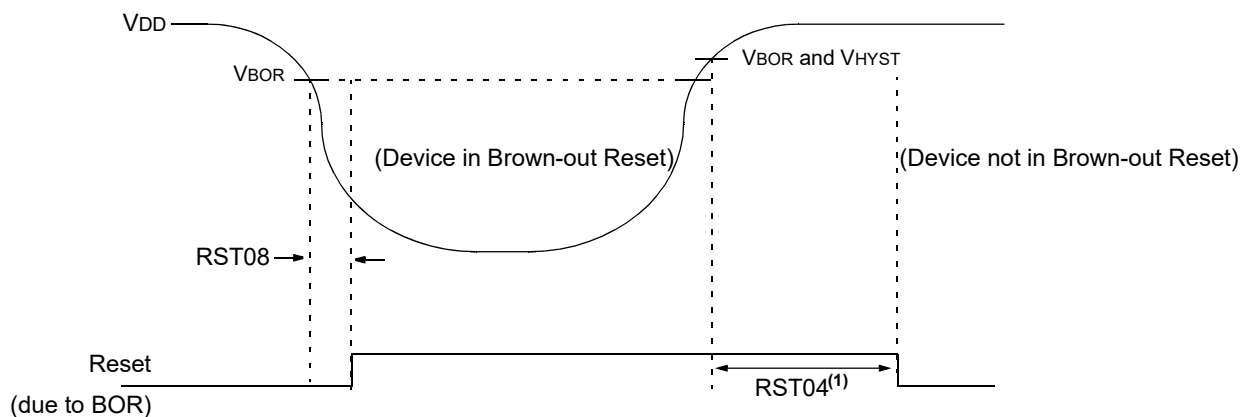 VDD
VBOR and VHYST
VBOR
(Device in Brown-out Reset)
(Device not in Brown-out Reset)
RST08
Reset
(due to BOR)
RST04(1)